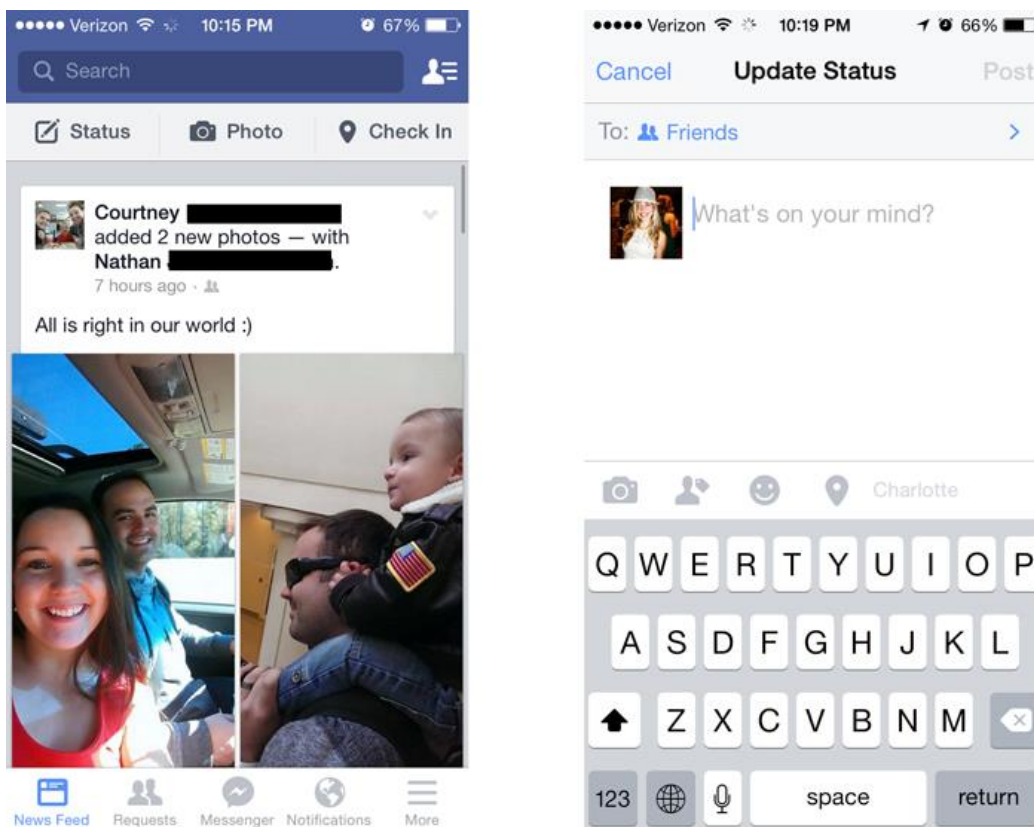 Verizon 10:15 PM 67%
Search
Status Photo Check In
Courtney
added 2 new photos — with
Nathan .
7 hours ago ·
All is right in our world :)
News Feed Requests Messenger Notifications More
Verizon 10:19 PM 66%
Cancel Update Status Post
To: Friends >
What's on your mind?
Charlotte
Q W E R T Y U I O P
A S D F G H J K L
Z X C V B N M
123 space return